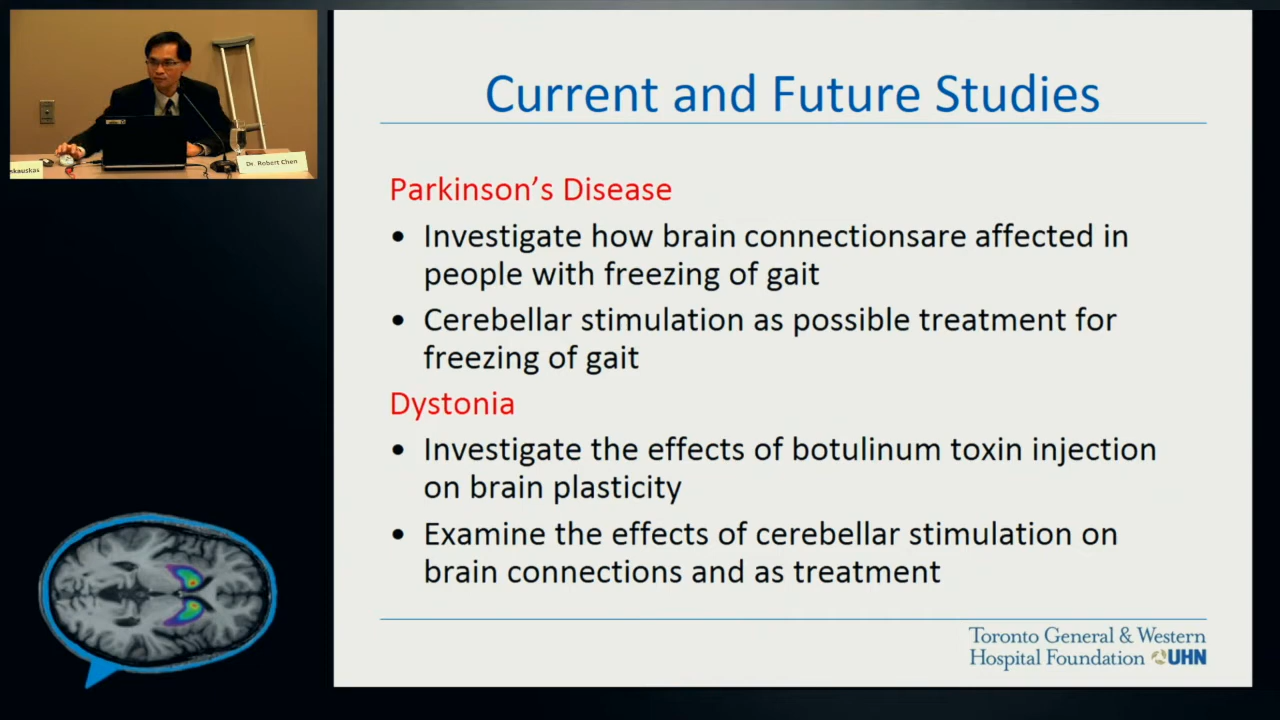 skauskas
Dr. Robert Chen
Current and Future Studies
Parkinson’s Disease
• Investigate how brain connectionsare affected in
people with freezing of gait
• Cerebellar stimulation as possible treatment for
freezing of gait
Dystonia
• Investigate the effects of botulinum toxin injection
on brain plasticity
• Examine the effects of cerebellar stimulation on
brain connections and as treatment
Toronto General & Western
Hospital Foundation UHN